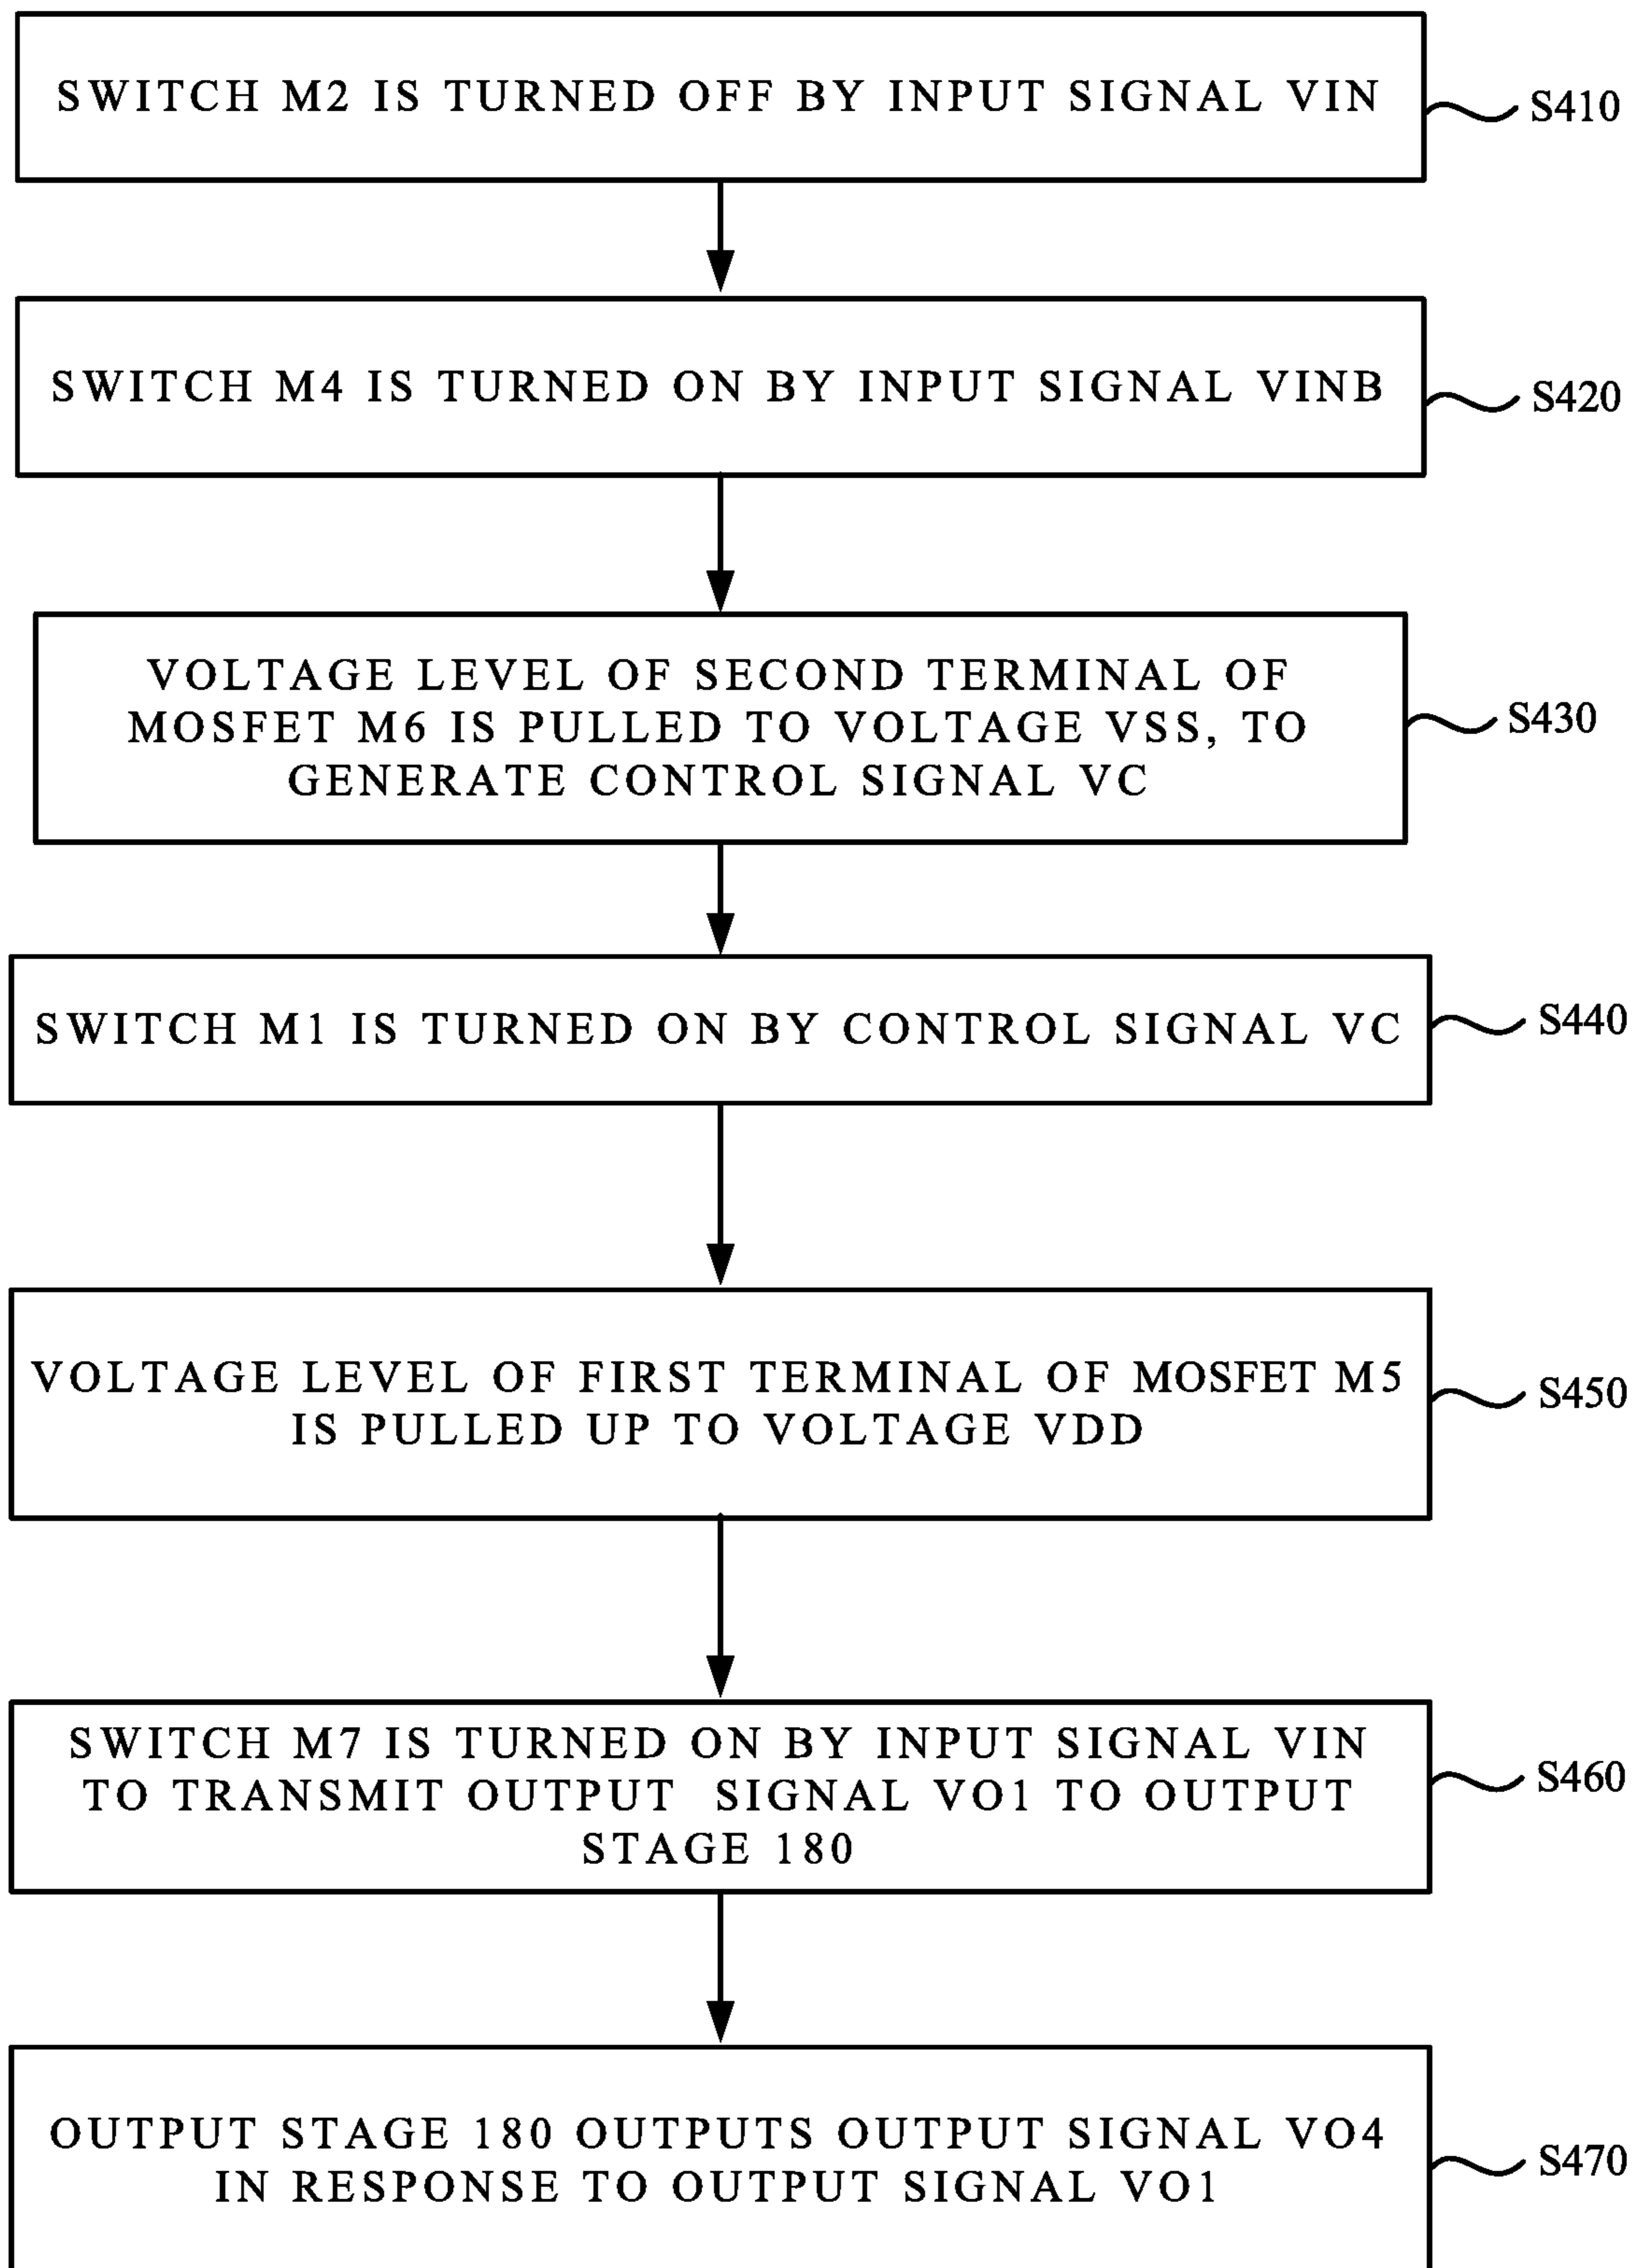 SWITCH M2 IS TURNED OFF BY INPUT SIGNAL VIN
S410
SWITCH M4 IS TURNED ON BY INPUT SIGNAL VINB
S420
VOLTAGE LEVEL OF SECOND TERMINAL OF
MOSFET M6 IS PULLED TO VOLTAGE VSS, TO
GENERATE CONTROL SIGNAL VC
S430
SWITCH M1 IS TURNED ON BY CONTROL SIGNAL VC
S440
VOLTAGE LEVEL OF FIRST TERMINAL OF MOSFET M5
IS PULLED UP TO VOLTAGE VDD
S450
SWITCH M7 IS TURNED ON BY INPUT SIGNAL VIN
TO TRANSMIT OUTPUT SIGNAL VO1 TO OUTPUT
STAGE 180
S460
OUTPUT STAGE 180 OUTPUTS OUTPUT SIGNAL VO4
IN RESPONSE TO OUTPUT SIGNAL VO1
S470